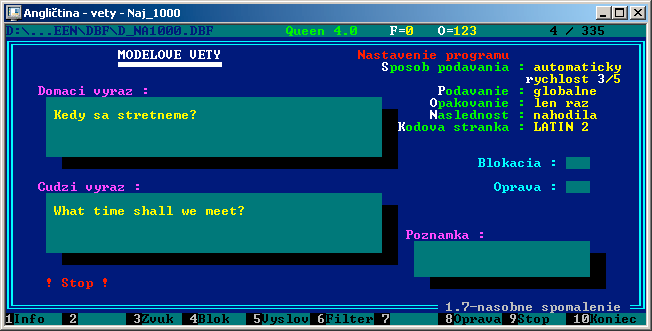 Angličtina - vety - Naj_1000
D:\...EEN\DBF\D_NA1000.DBF Queen 4.0 F=0 O=123 4 / 335
MODELOVE VETY
Nastavenie programu
Sposob podavania : automaticky
rychlost 3/5
Podavanie : globalne
Opakovanie : len raz
Naslednost : nahodila
Kodova stranka : LATIN 2
Domaci vyraz :
Kedy sa stretneme?
Blokacia :
Oprava :
Cudzi vyraz :
What time shall we meet?
Poznamka :
! Stop !
1.7-nasobne spomalenie
1Info 2 3Zvuk 4Blok 5Vyslov 6Filter 7 8Oprava 9Stop 10Koniec